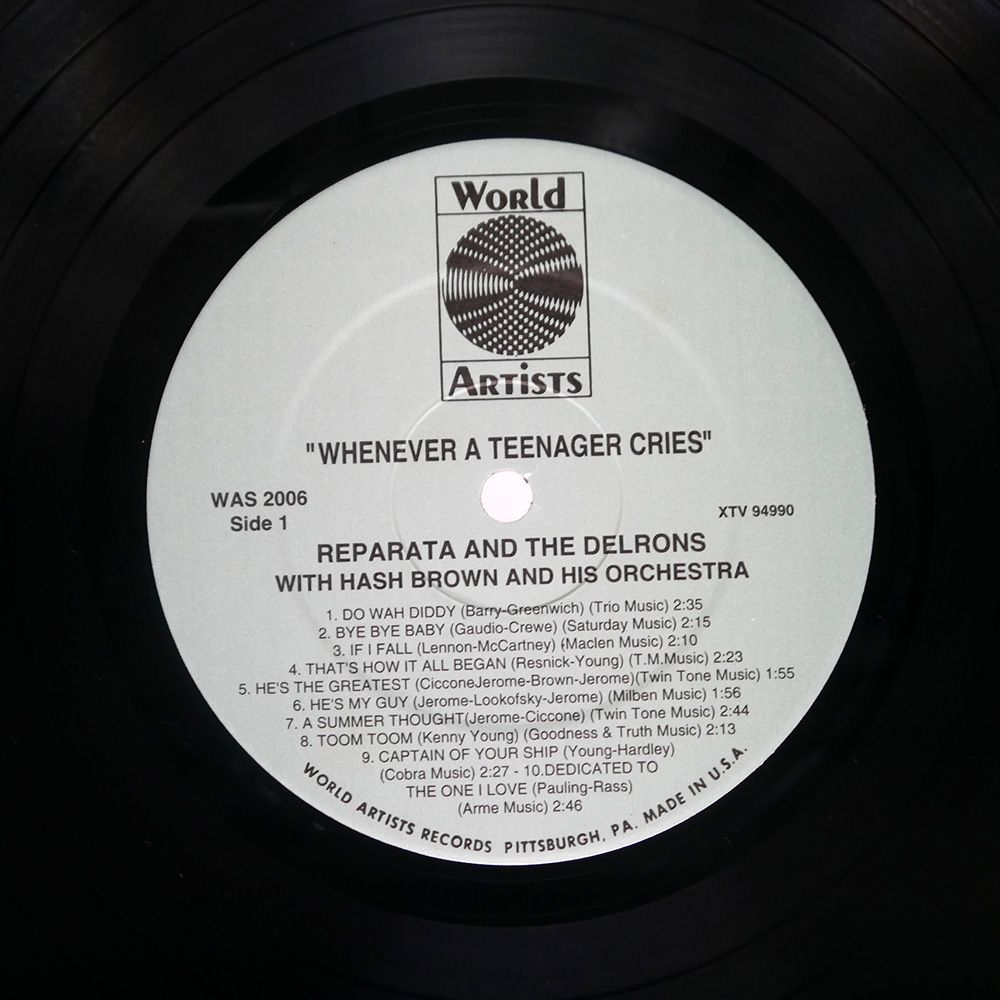 World
Artists
"WHENEVER A TEENAGER CRIES"
WAS 2006
Side 1
XTV 94990
REPARATA AND THE DELRONS
WITH HASH BROWN AND HIS ORCHESTRA
1. DO WAH DIDDY (Barry-Greenwich) (Trio Music) 2:35
2. BYE BYE BABY (Gaudio-Crewe) (Saturday Music) 2:15
3. IF I FALL (Lennon-McCartney) (Maclen Music) 2:10
4. THAT'S HOW IT ALL BEGAN (Resnick-Young) (T.M.Music) 2:23
5. HE'S THE GREATEST (CicconeJerome-Brown-Jerome)(Twin Tone Music) 1:55
6. HE'S MY GUY (Jerome-Lookofsky-Jerome) (Milben Music) 1:56
7. A SUMMER THOUGHT(Jerome-Ciccone) (Twin Tone Music) 2:44
8. TOOM TOOM (Kenny Young) (Goodness & Truth Music) 2:13
9. CAPTAIN OF YOUR SHIP (Young-Hardley)
(Cobra Music) 2:27 - 10.DEDICATED TO
THE ONE I LOVE (Pauling-Rass)
(Arme Music) 2:46
WORLD ARTISTS RECORDS PITTSBURGH, PA. MADE IN U.S.A.